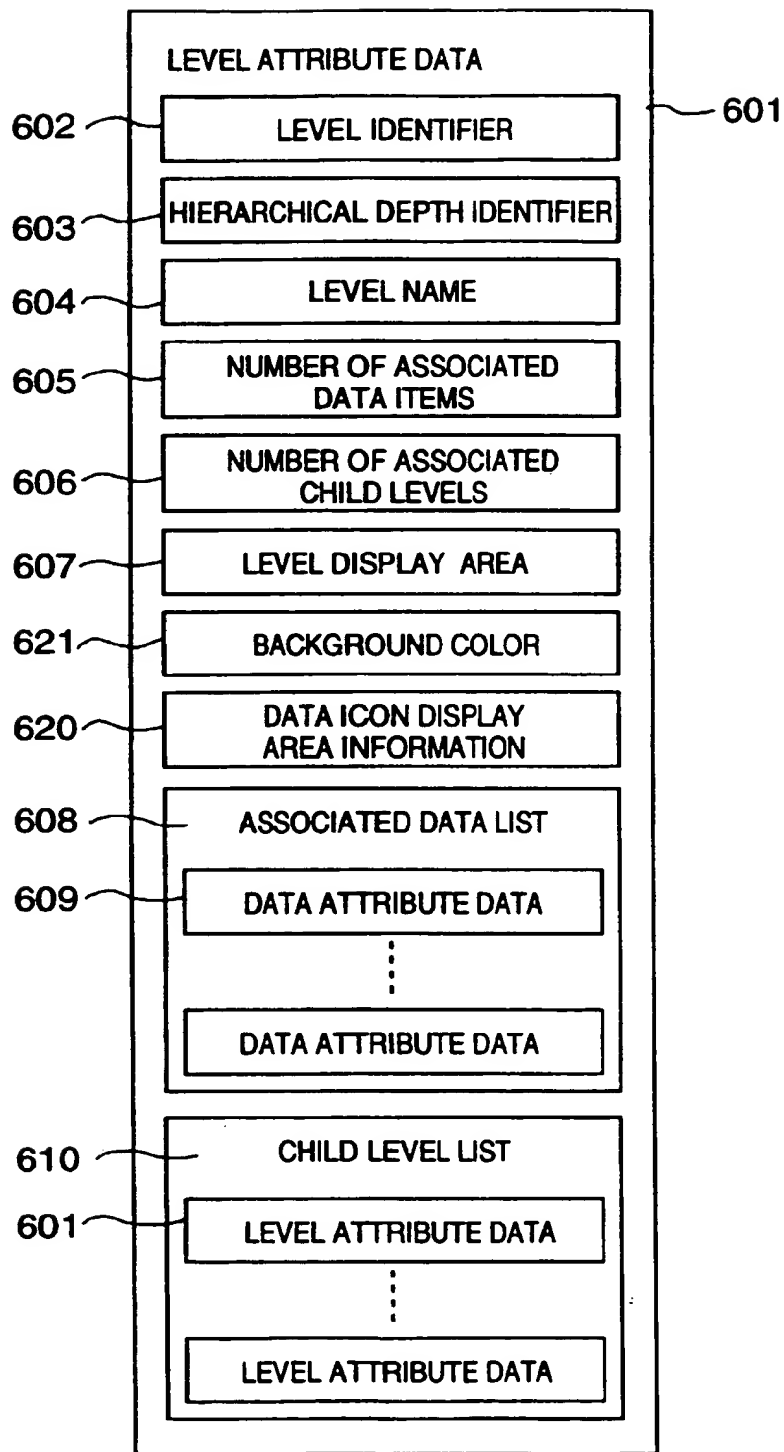 LEVEL ATTRIBUTE DATA
601
602
LEVEL IDENTIFIER
603
HIERARCHICAL DEPTH IDENTIFIER
604
LEVEL NAME
605
NUMBER OF ASSOCIATED
DATA ITEMS
606
NUMBER OF ASSOCIATED
CHILD LEVELS
607
LEVEL DISPLAY AREA
621
BACKGROUND COLOR
620
DATA ICON DISPLAY
AREA INFORMATION
608
ASSOCIATED DATA LIST
609
DATA ATTRIBUTE DATA
DATA ATTRIBUTE DATA
610
CHILD LEVEL LIST
601
LEVEL ATTRIBUTE DATA
LEVEL ATTRIBUTE DATA